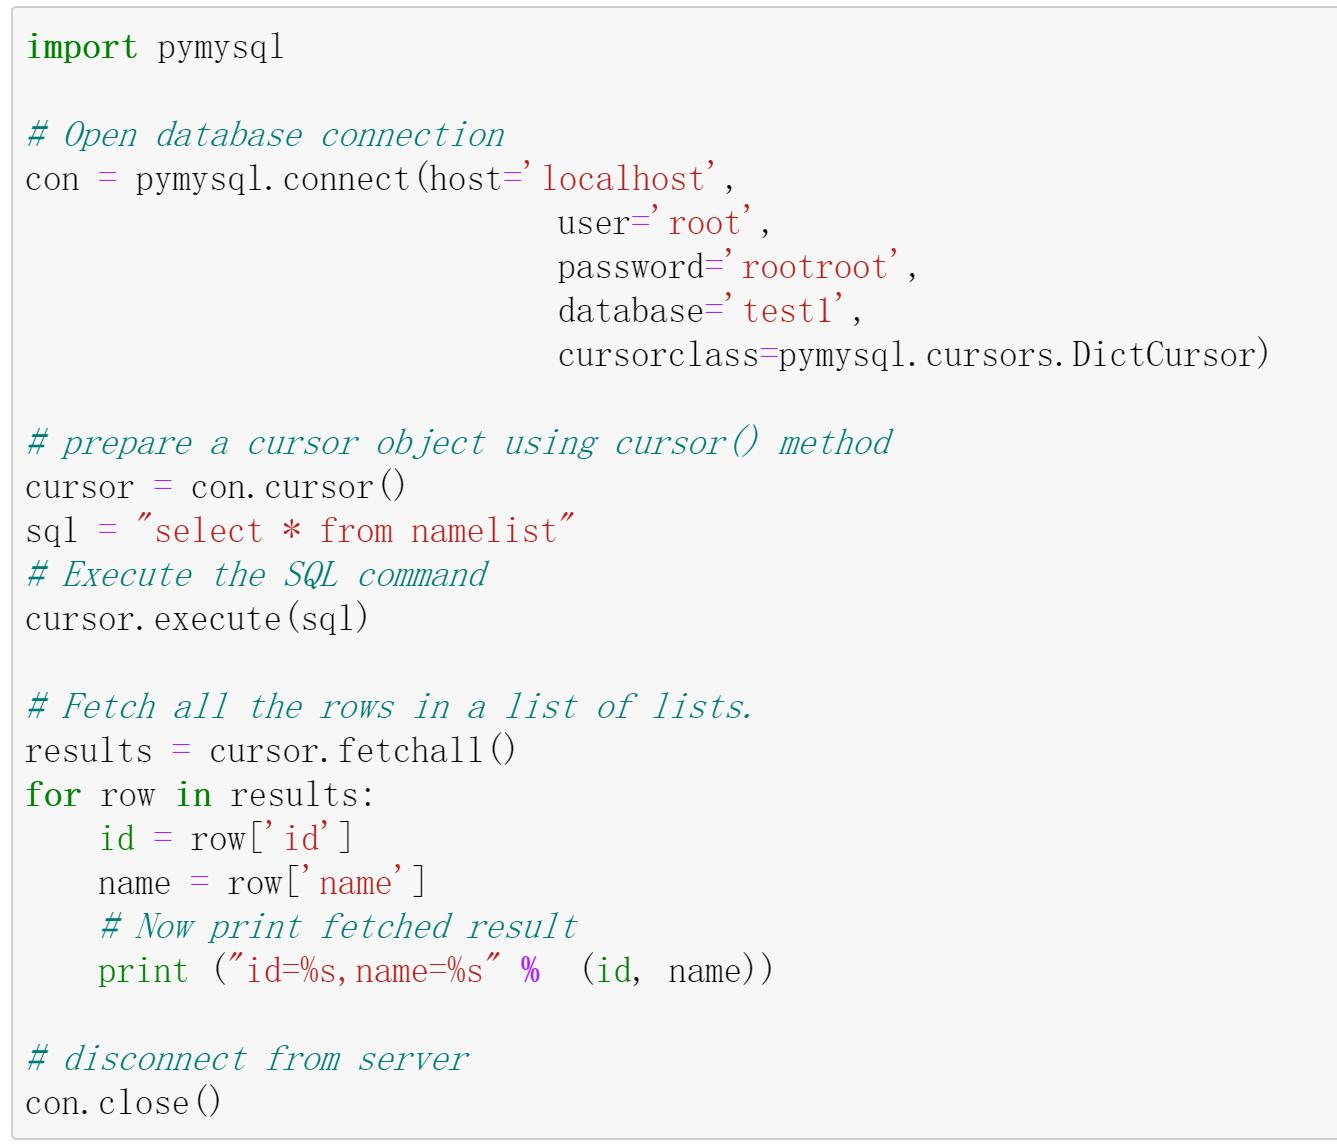 import pymysql
# Open database connection
con = pymysql.connect(host='localhost',
user='root',
password='rootroot',
database='test1',
cursorclass=pymysql.cursors.DictCursor)
# prepare a cursor object using cursor() method
cursor = con.cursor()
sql = "select * from namelist"
# Execute the SQL command
cursor.execute(sql)
# Fetch all the rows in a list of lists.
results = cursor.fetchall()
for row in results:
    id = row['id']
    name = row['name']
    # Now print fetched result
    print ("id=%s,name=%s" %  (id, name))
# disconnect from server
con.close()